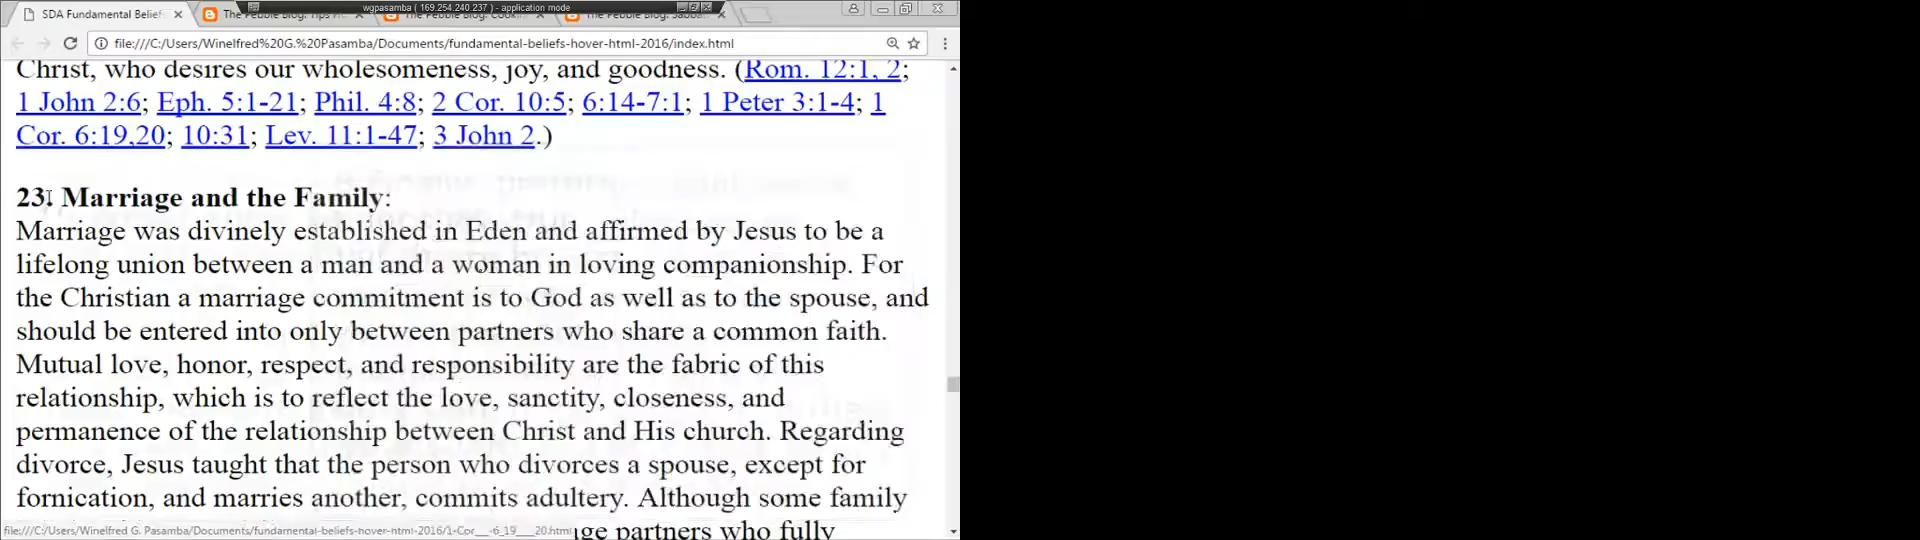 wgpasamba ( 169.254.240.237 ) - application mode
SDA Fundamental Belief
The Pebble Blog: Tips
The Pebble Blog:
The Pebble Blog:
file:///C:/Users/Winelfred%20G.%20Pasamba/Documents/fundamental-beliefs-hover-html-2016/index.html
Christ, who desires our wholesomeness, joy, and goodness. (Rom. 12:1, 2;
1 John 2:6; Eph. 5:1-21; Phil. 4:8; 2 Cor. 10:5; 6:14-7:1; 1 Peter 3:1-4; 1
Cor. 6:19,20; 10:31; Lev. 11:1-47; 3 John 2.)
23. Marriage and the Family:
Marriage was divinely established in Eden and affirmed by Jesus to be a
lifelong union between a man and a woman in loving companionship. For
the Christian a marriage commitment is to God as well as to the spouse, and
should be entered into only between partners who share a common faith.
Mutual love, honor, respect, and responsibility are the fabric of this
relationship, which is to reflect the love, sanctity, closeness, and
permanence of the relationship between Christ and His church. Regarding
divorce, Jesus taught that the person who divorces a spouse, except for
fornication, and marries another, commits adultery. Although some family
partners who fully
file:///C:/Users/Winelfred G. Pasamba/Documents/fundamental-beliefs-hover-html-2016/1-Cor__-6_19____20.html